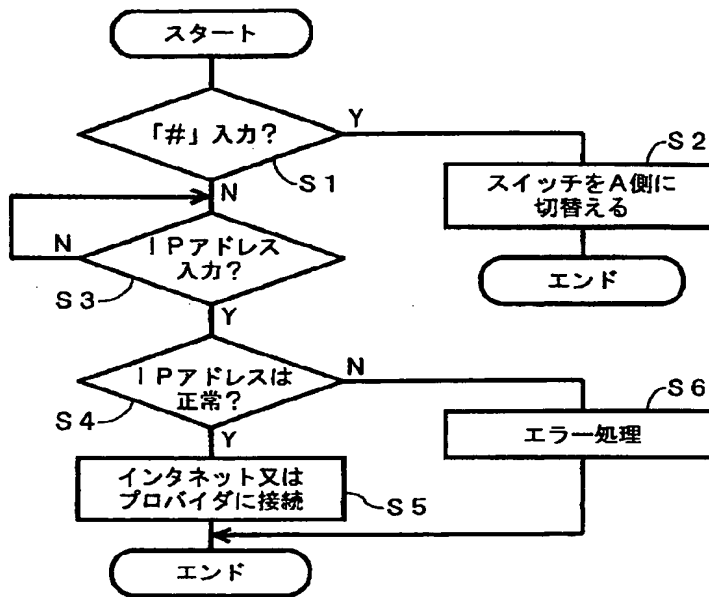 スタート
「#」入力?
Y
S1
S2
スイッチをA側に
切替える
エンド
N
N
IPアドレス
入力?
S3
Y
IPアドレスは
正常?
N
S4
Y
S6
エラー処理
インタネット又は
プロバイダに接続
S5
エンド